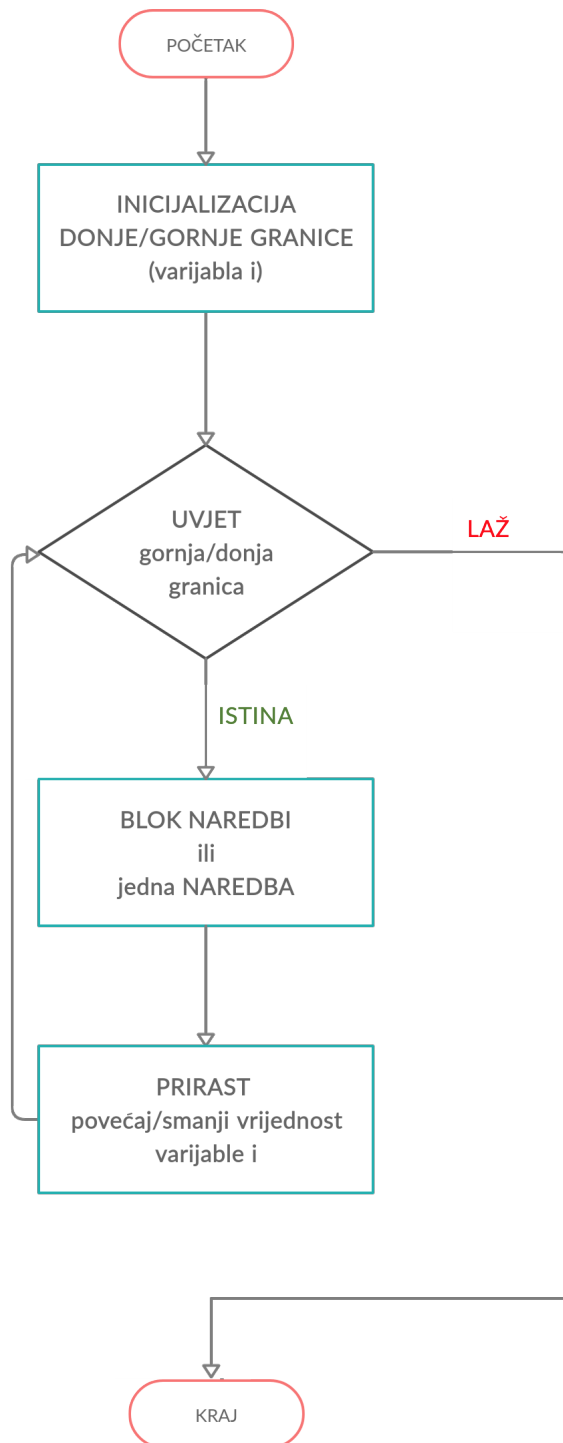 POČETAK
INICIJALIZACIJA
DONJE/GORNJE GRANICE
(varijabla i)
UVJET
gornja/donja
granica
LAŽ
ISTINA
BLOK NAREDBI
ili
jedna NAREDBA
PRIRAST
povećaj/smanji vrijednost
varijable i
KRAJ